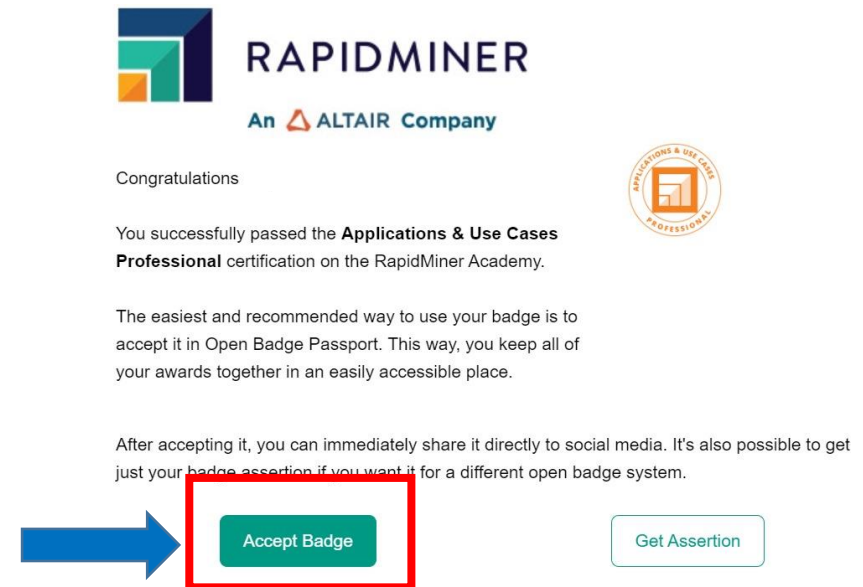 RAPIDMINER
An ALTAIR Company
APPLICATIONS & USE CASES
PROFESSIONAL
Congratulations
You successfully passed the Applications & Use Cases
Professional certification on the RapidMiner Academy.
The easiest and recommended way to use your badge is to
accept it in Open Badge Passport. This way, you keep all of
your awards together in an easily accessible place.
After accepting it, you can immediately share it directly to social media. It's also possible to get
just your badge assertion if you want it for a different open badge system.
Accept Badge
Get Assertion